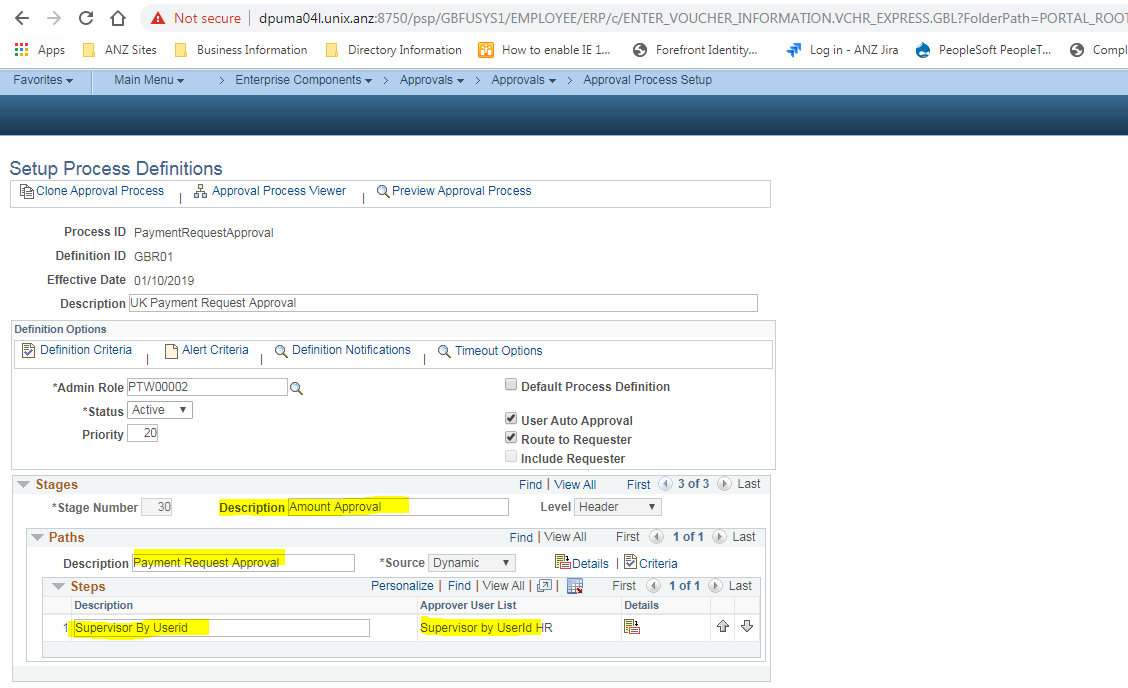 Not secure | dpuma04l.unix.anz:8750/psp/GBFUSYS1/EMPLOYEE/ERP/c/ENTER_VOUCHER_INFORMATION.VCHR_EXPRESS.GBL?FolderPath=PORTAL_ROOT
Apps ANZ Sites Business Information Directory Information How to enable IE 1... Forefront Identity... Log in - ANZ Jira PeopleSoft PeopleT... Compl
Favorites Main Menu > Enterprise Components > Approvals > Approvals > Approval Process Setup
Setup Process Definitions
Clone Approval Process | Approval Process Viewer | Preview Approval Process
Process ID PaymentRequestApproval
Definition ID GBR01
Effective Date 01/10/2019
Description UK Payment Request Approval
Definition Options
Definition Criteria | Alert Criteria | Definition Notifications | Timeout Options
*Admin Role PTW00002 Default Process Definition
*Status Active
User Auto Approval
Priority 20
Route to Requester
Include Requester
Stages Find | View All First 3 of 3 Last
*Stage Number 30 Description Amount Approval Level Header
Paths Find | View All First 1 of 1 Last
Description Payment Request Approval *Source Dynamic Details | Criteria
Steps Personalize | Find | View All | | First 1 of 1 Last
Description Approver User List Details
1 Supervisor By Userid Supervisor by UserId HR